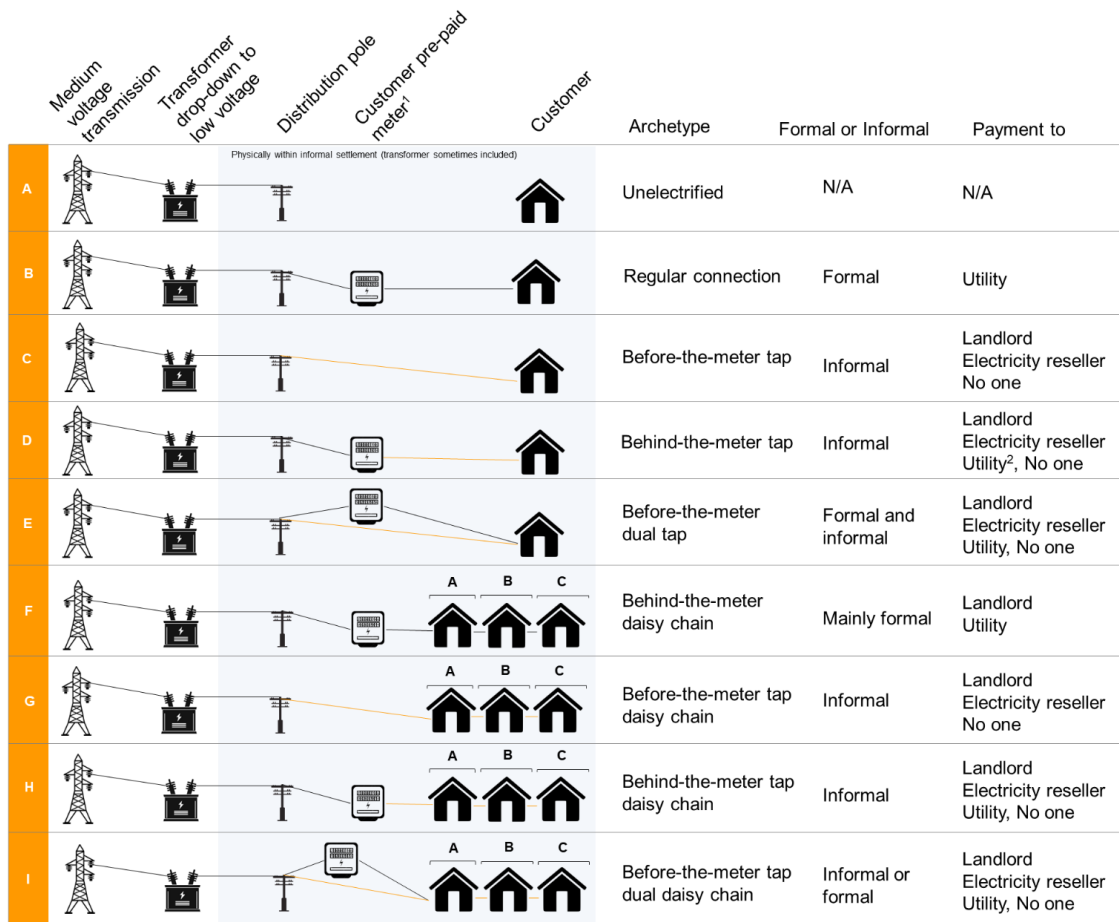 Medium
voltage
transmission
Transformer
drop-down to
low voltage
Distribution pole
Customer pre-paid
meter¹
Customer
Archetype
Formal or Informal
Payment to
Physically within informal settlement (transformer sometimes included)
A
Unelectrified
N/A
N/A
B
Regular connection
Formal
Utility
C
Before-the-meter tap
Informal
Landlord
Electricity reseller
No one
D
Behind-the-meter tap
Informal
Landlord
Electricity reseller
Utility², No one
E
Before-the-meter
dual tap
Formal and
informal
Landlord
Electricity reseller
Utility, No one
F
A
B
C
Behind-the-meter
daisy chain
Mainly formal
Landlord
Utility
G
A
B
C
Before-the-meter tap
daisy chain
Informal
Landlord
Electricity reseller
No one
H
A
B
C
Behind-the-meter tap
daisy chain
Informal
Landlord
Electricity reseller
Utility, No one
I
A
B
C
Before-the-meter tap
dual daisy chain
Informal or
formal
Landlord
Electricity reseller
Utility, No one